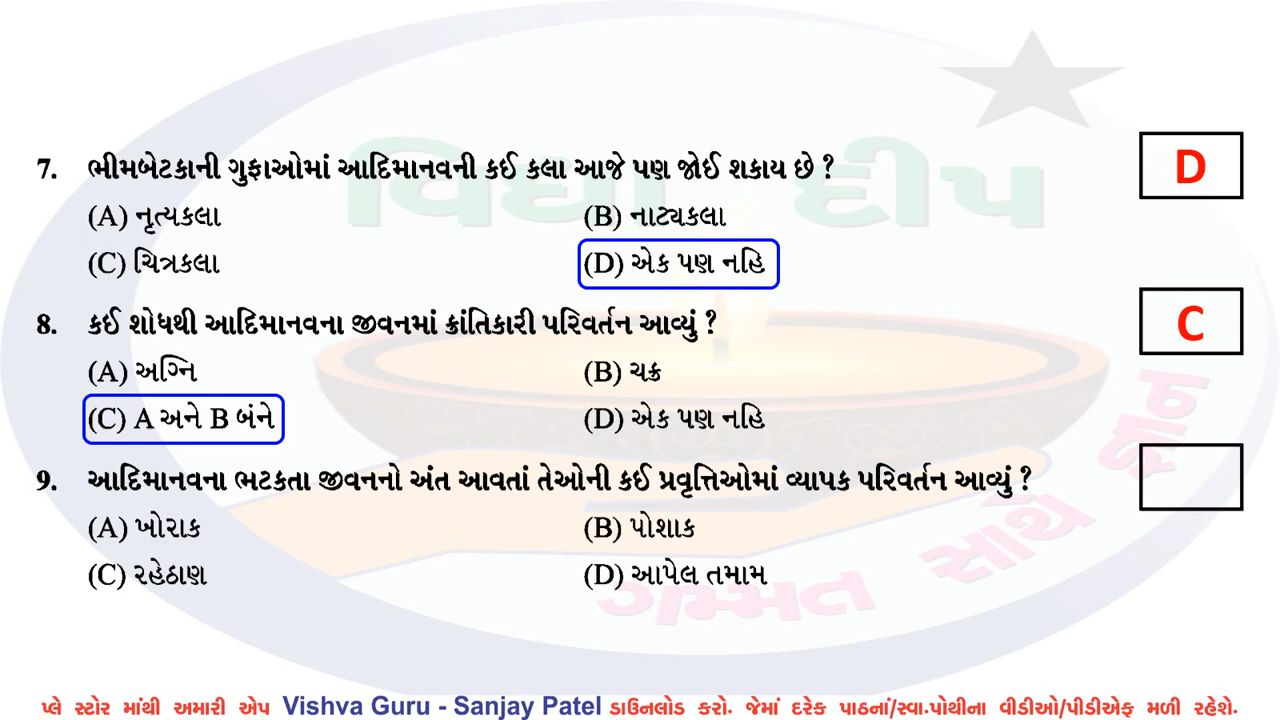 વિદ્યા દીપ
7. ભીમબેટકાની ગુફાઓમાં આદિમાનવની કઈ કલા આજે પણ જોઈ શકાય છે ?
D
(A) નૃત્યકલા (B) નાટ્યકલા
(C) ચિત્રકલા (D) એક પણ નહિ
8. કઈ શોધથી આદિમાનવના જીવનમાં ક્રાંતિકારી પરિવર્તન આવ્યું ?
C
(A) અગ્નિ (B) ચક્ર
(C) A અને B બંને (D) એક પણ નહિ
9. આદિમાનવના ભટકતા જીવનનો અંત આવતાં તેઓની કઈ પ્રવૃત્તિઓમાં વ્યાપક પરિવર્તન આવ્યું ?
(A) ખોરાક (B) પોશાક
(C) રહેઠાણ (D) આપેલ તમામ
ગમ્મત સાથે જ્ઞાન
પ્લે સ્ટોર માંથી અમારી એપ Vishva Guru - Sanjay Patel ડાઉનલોડ કરો. જેમાં દરેક પાઠનાં/સ્વા.પોથીના વીડીઓ/પીડીએફ મળી રહેશે.